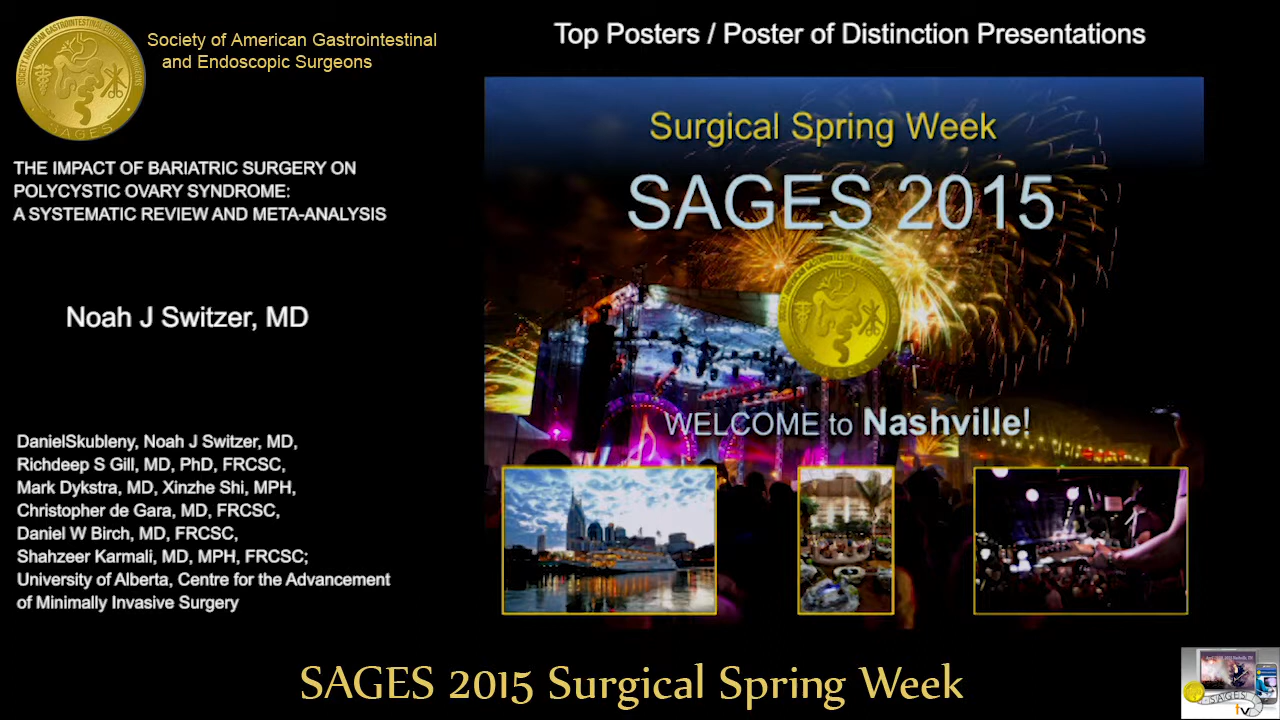 Society of American Gastrointestinal
and Endoscopic Surgeons
SAGES
Top Posters / Poster of Distinction Presentations
THE IMPACT OF BARIATRIC SURGERY ON
POLYCYSTIC OVARY SYNDROME:
A SYSTEMATIC REVIEW AND META-ANALYSIS
Noah J Switzer, MD
DanielSkubleny, Noah J Switzer, MD,
Richdeep S Gill, MD, PhD, FRCSC,
Mark Dykstra, MD, Xinzhe Shi, MPH,
Christopher de Gara, MD, FRCSC,
Daniel W Birch, MD, FRCSC,
Shahzeer Karmali, MD, MPH, FRCSC;
University of Alberta, Centre for the Advancement
of Minimally Invasive Surgery
Surgical Spring Week
SAGES 2015
WELCOME to Nashville!
SAGES 2015 Surgical Spring Week
SAGES
tv